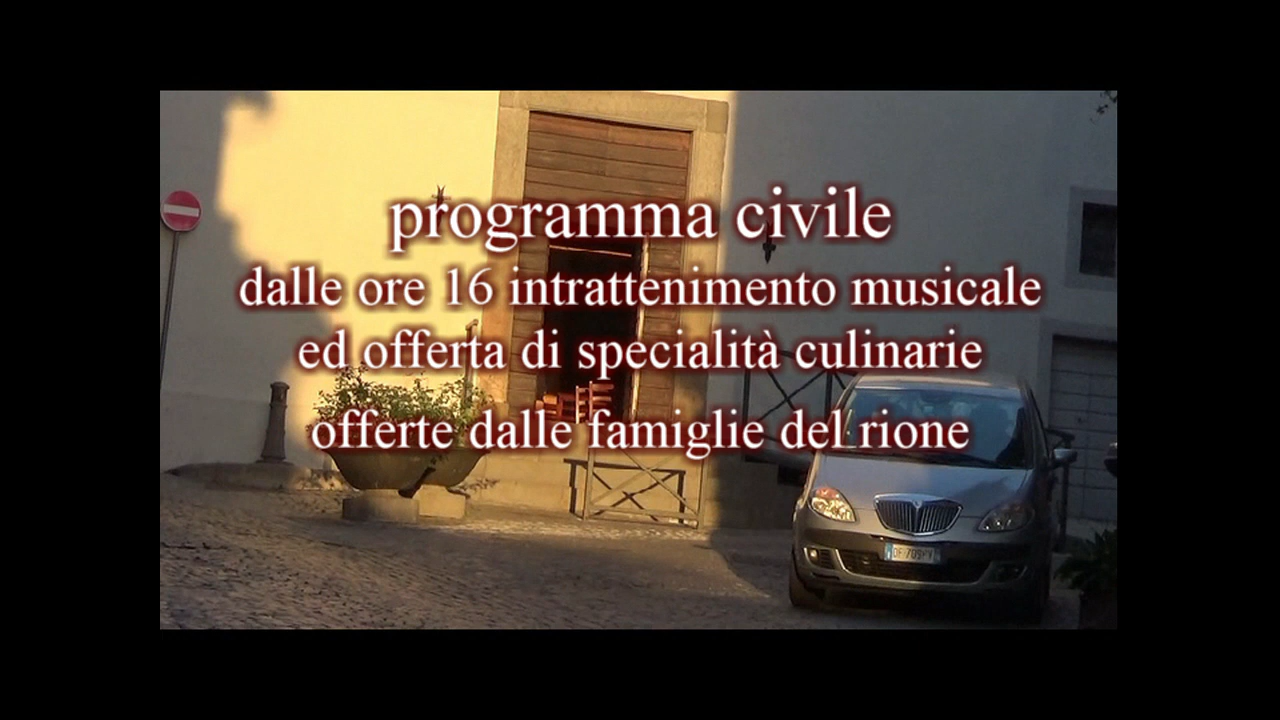 programma civile
dalle ore 16 intrattenimento musicale
ed offerta di specialità culinarie
offerte dalle famiglie del rione